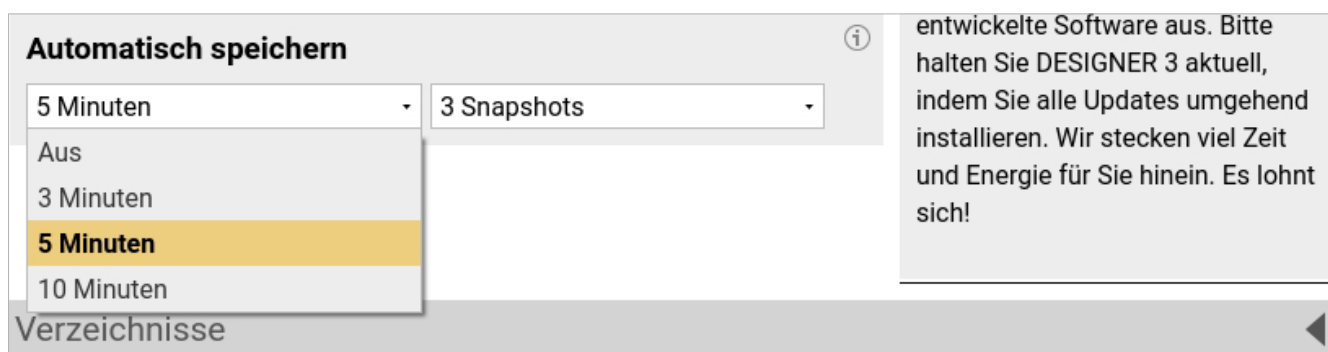 Automatisch speichern
5 Minuten
3 Snapshots
Aus
3 Minuten
5 Minuten
10 Minuten
Verzeichnisse
entwickelte Software aus. Bitte
halten Sie DESIGNER 3 aktuell,
indem Sie alle Updates umgehend
installieren. Wir stecken viel Zeit
und Energie für Sie hinein. Es lohnt
sich!